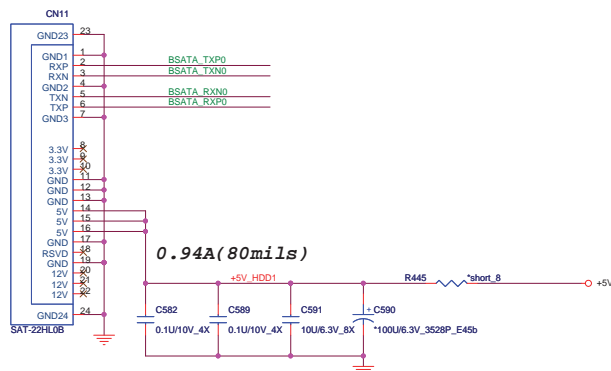 CN11
GND23 23
GND1 1
RXP 2 BSATA_TXP0
RXN 3 BSATA_TXN0
GND2 4
TXN 5 BSATA_RXN0
TXP 6 BSATA_RXP0
GND3 7
3.3V 8
3.3V 9
3.3V 10
GND 11
GND 12
GND 13
5V 14
5V 15
5V 16
GND 17
RSVD 18
GND 19
12V 20
12V 21
12V 22
GND24 24
SAT-22HL0B
0.94A(80mils)
+5V_HDD1
R445 *short_8 +5V
C582 C589 C591 + C590
0.1U/10V_4X 0.1U/10V_4X 10U/6.3V_8X *100U/6.3V_3528P_E45b